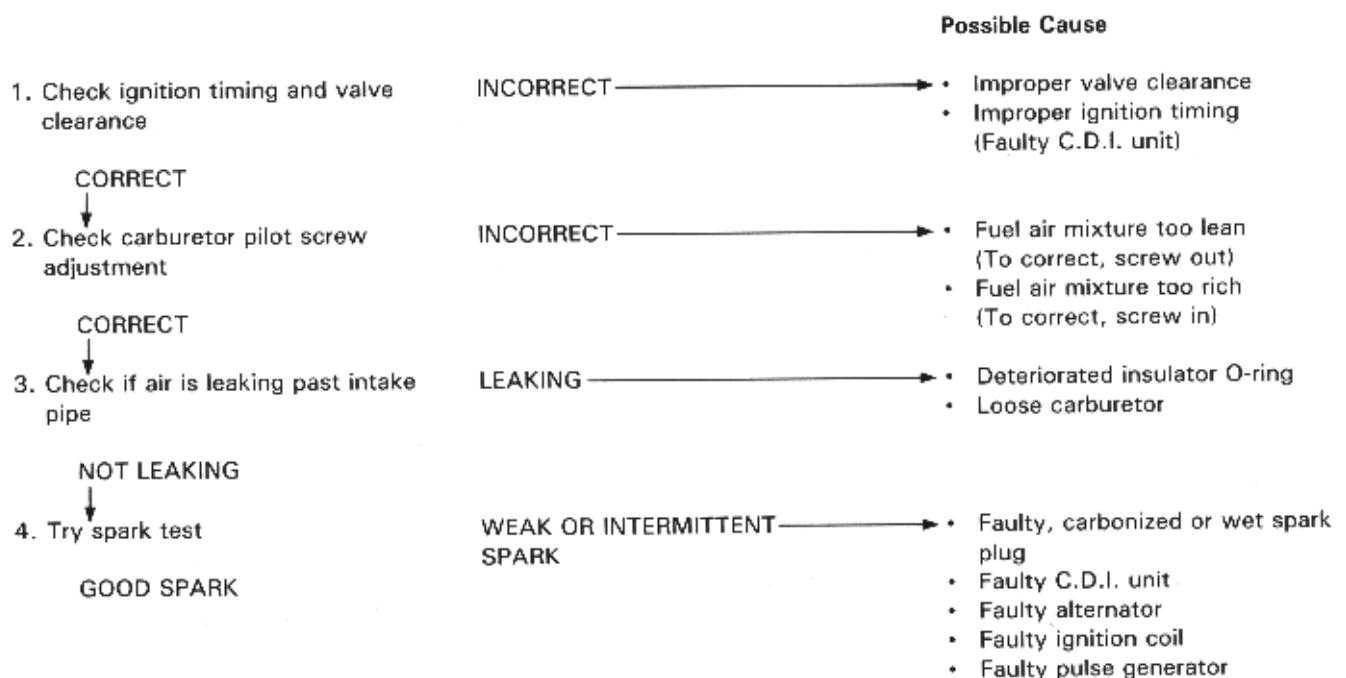 Possible Cause
1. Check ignition timing and valve
clearance
INCORRECT
• Improper valve clearance
• Improper ignition timing
(Faulty C.D.I. unit)
CORRECT
2. Check carburetor pilot screw
adjustment
INCORRECT
• Fuel air mixture too lean
(To correct, screw out)
• Fuel air mixture too rich
(To correct, screw in)
CORRECT
3. Check if air is leaking past intake
pipe
LEAKING
• Deteriorated insulator O-ring
• Loose carburetor
NOT LEAKING
4. Try spark test
WEAK OR INTERMITTENT
SPARK
• Faulty, carbonized or wet spark
plug
• Faulty C.D.I. unit
• Faulty alternator
• Faulty ignition coil
• Faulty pulse generator
GOOD SPARK